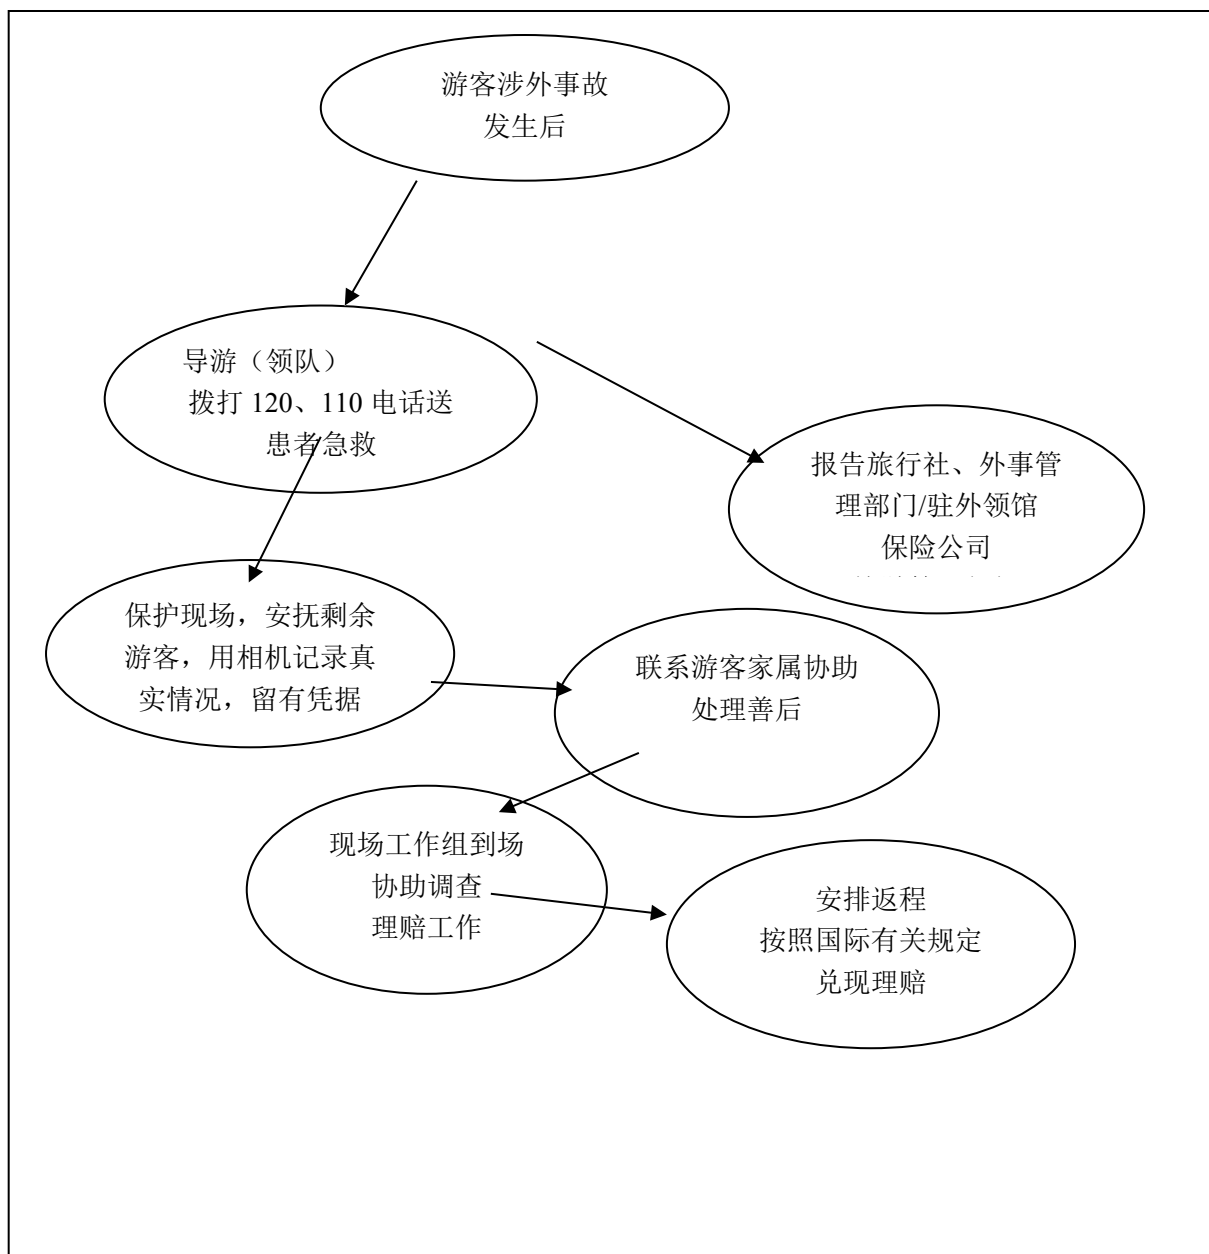 游客涉外事故
发生后
导游（领队）
拨打 120、110 电话送
患者急救
报告旅行社、外事管
理部门/驻外领馆
保险公司
保护现场，安抚剩余
游客，用相机记录真
实情况，留有凭据
联系游客家属协助
处理善后
现场工作组到场
协助调查
理赔工作
安排返程
按照国际有关规定
兑现理赔